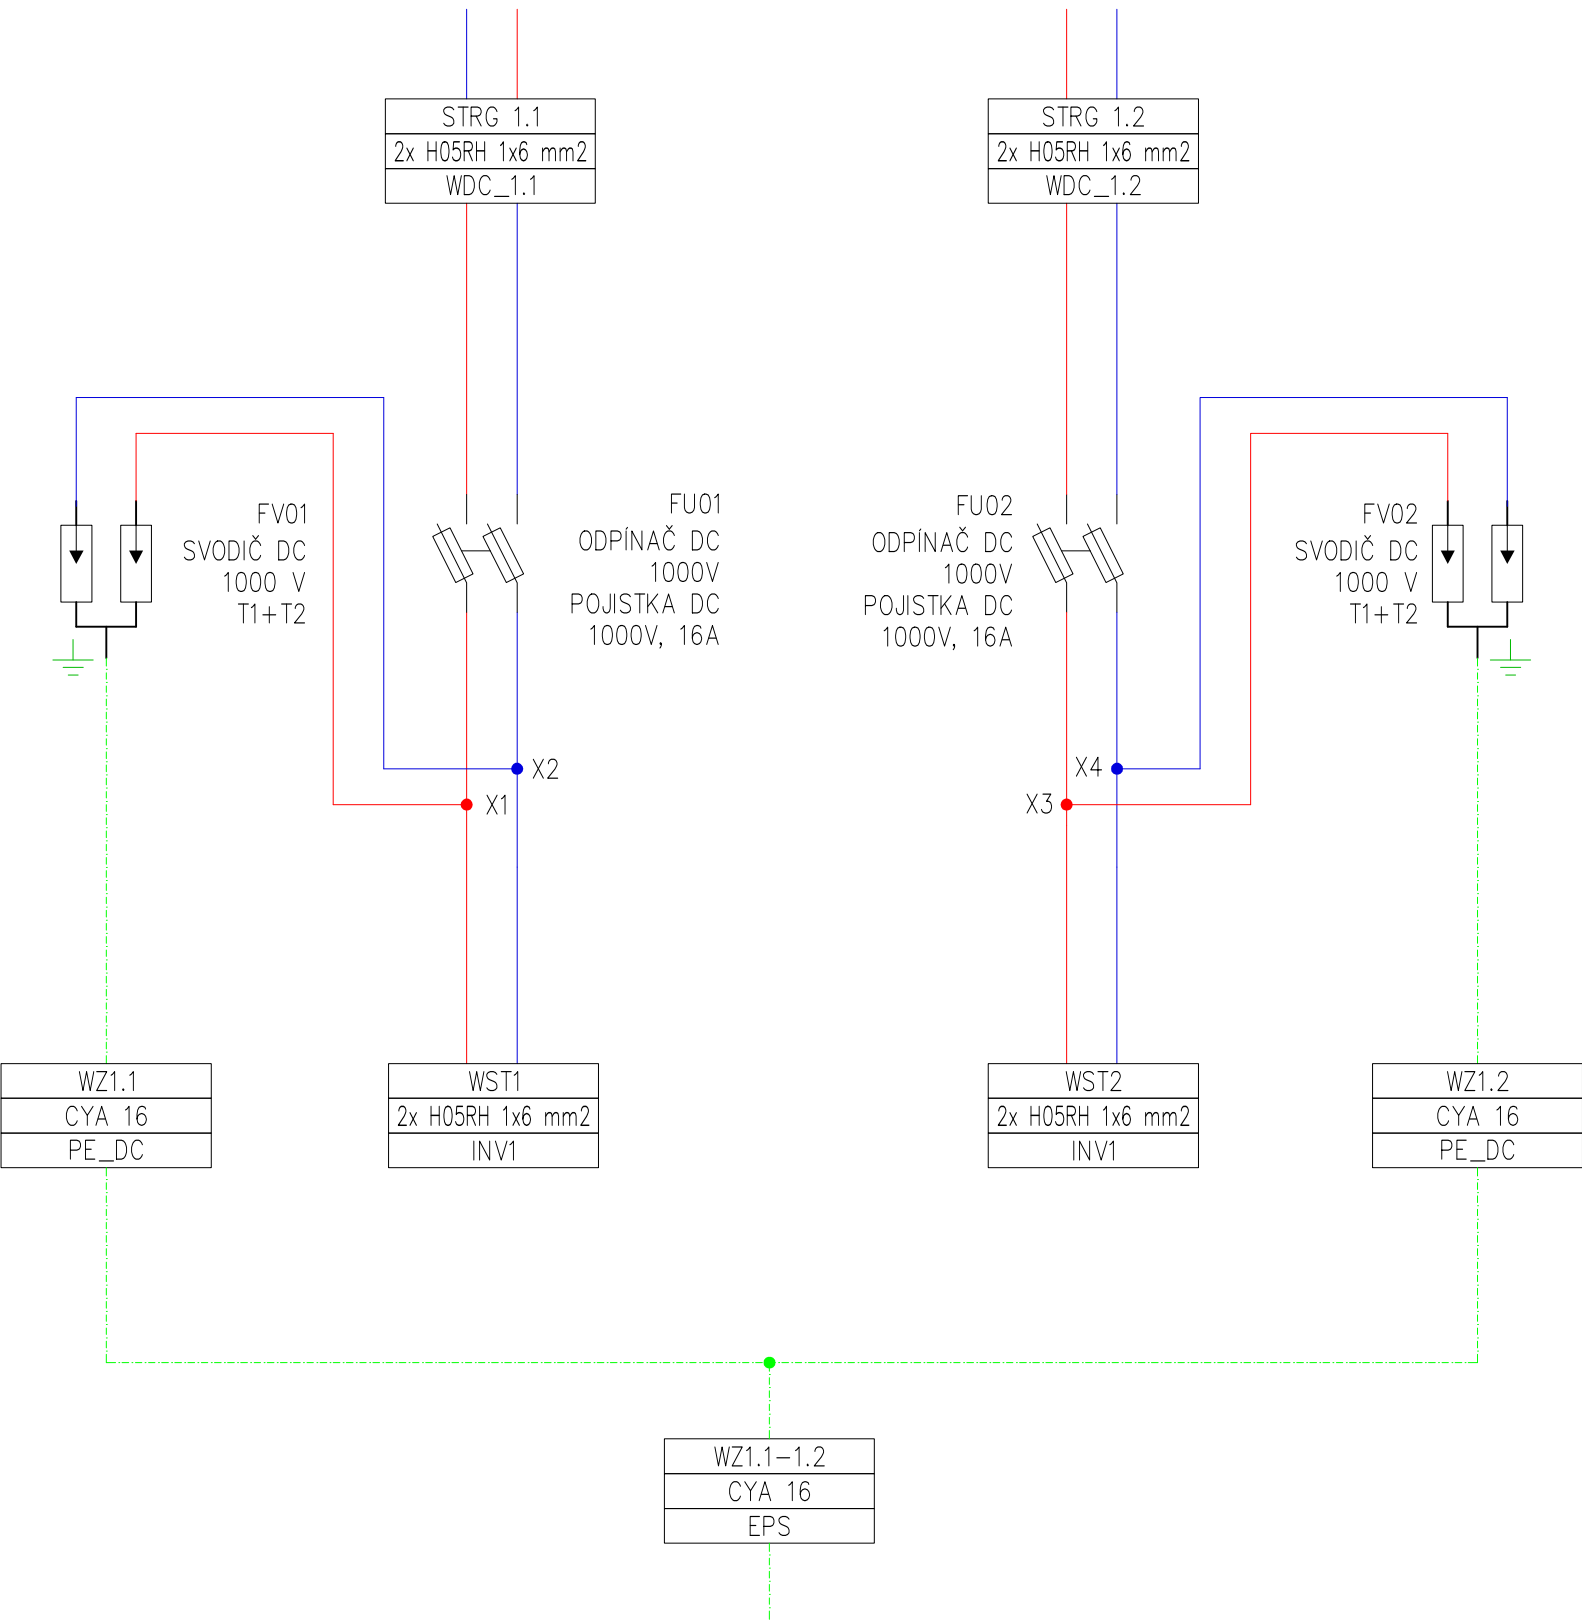 STRG 1.1
2x H05RH 1x6 mm2
WDC_1.1
STRG 1.2
2x H05RH 1x6 mm2
WDC_1.2
FV01
SVODIČ DC
1000 V
T1+T2
FU01
ODPÍNAČ DC
1000V
POJISTKA DC
1000V, 16A
FU02
ODPÍNAČ DC
1000V
POJISTKA DC
1000V, 16A
FV02
SVODIČ DC
1000 V
T1+T2
X2
X1
X4
X3
WZ1.1
CYA 16
PE_DC
WST1
2x H05RH 1x6 mm2
INV1
WST2
2x H05RH 1x6 mm2
INV1
WZ1.2
CYA 16
PE_DC
WZ1.1-1.2
CYA 16
EPS